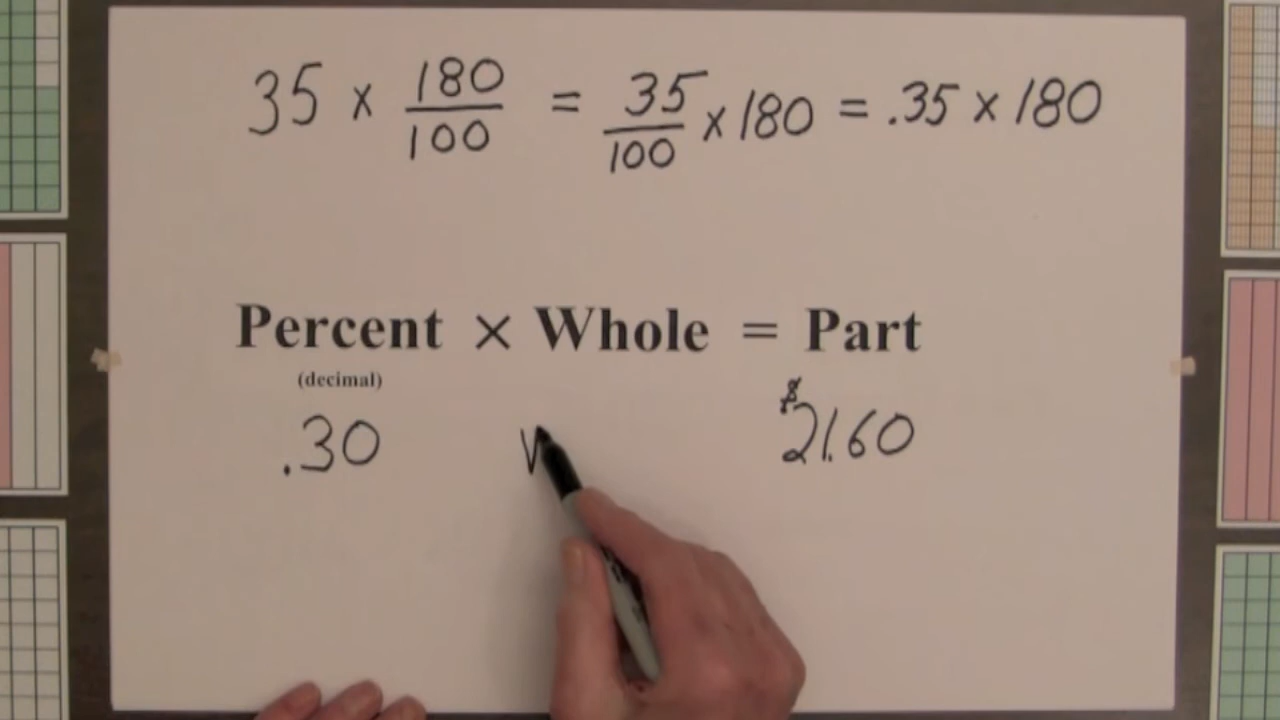 35 × 180/100 = 35/100 × 180 = .35 × 180
Percent × Whole = Part
(decimal)
.30 $21.60